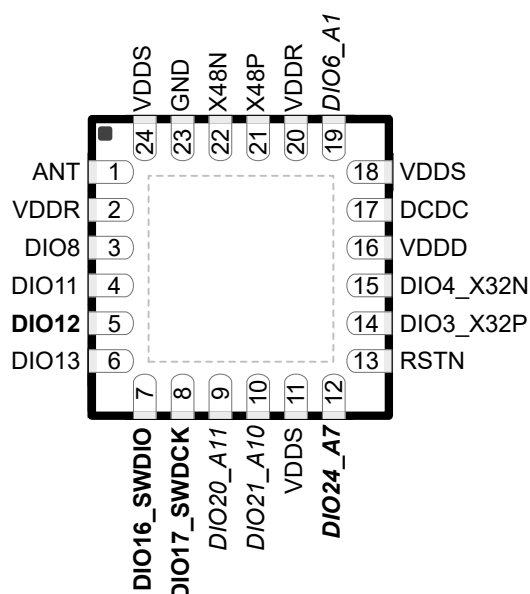 VDDS
GND
X48N
X48P
VDDR
DIO6_A1
24
23
22
21
20
19
ANT 1
VDDR 2
DIO8 3
DIO11 4
DIO12 5
DIO13 6
18 VDDS
17 DCDC
16 VDDD
15 DIO4_X32N
14 DIO3_X32P
13 RSTN
7
8
9
10
11
12
DIO16_SWDIO
DIO17_SWDCK
DIO20_A11
DIO21_A10
VDDS
DIO24_A7